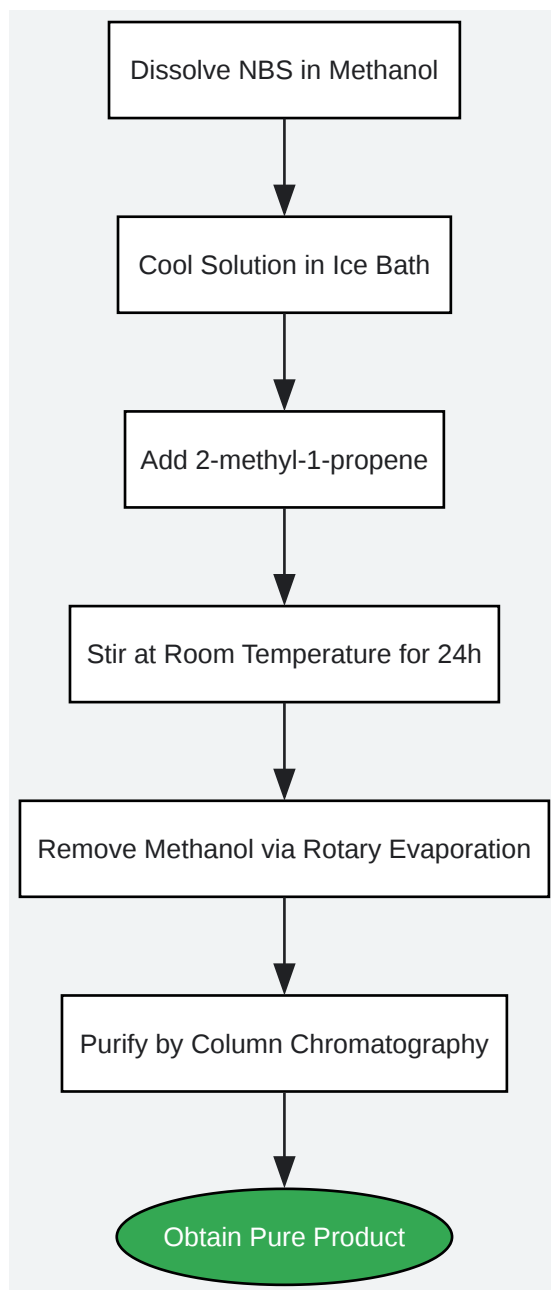 Dissolve NBS in Methanol
Cool Solution in Ice Bath
Add 2-methyl-1-propene
Stir at Room Temperature for 24h
Remove Methanol via Rotary Evaporation
Purify by Column Chromatography
Obtain Pure Product